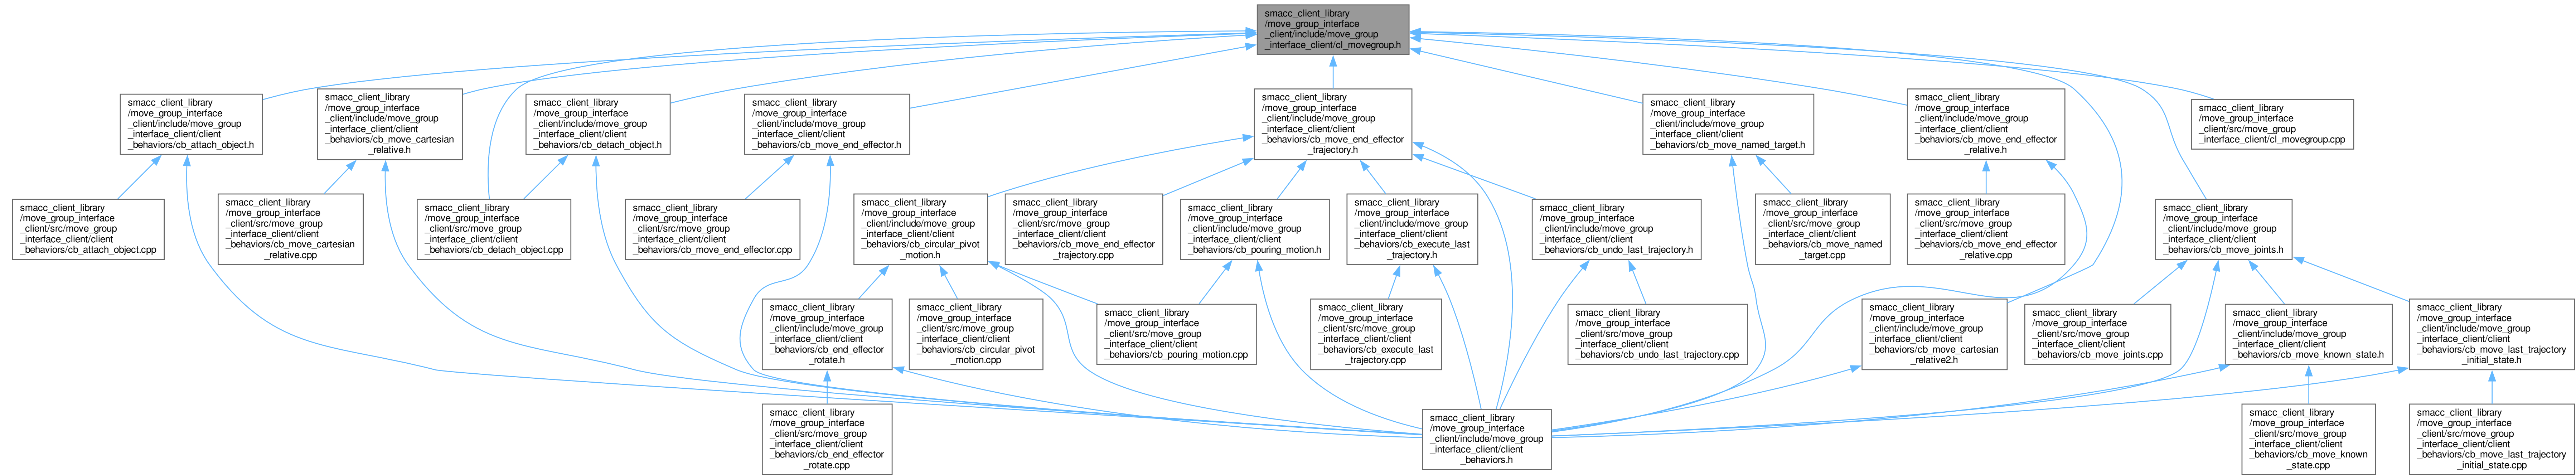 smacc_client_library
/move_group_interface
_client/include/move_group
_interface_client/cl_movegroup.h
smacc_client_library
/move_group_interface
_client/include/move_group
_interface_client/client
_behaviors/cb_attach_object.h
smacc_client_library
/move_group_interface
_client/include/move_group
_interface_client/client
_behaviors/cb_move_cartesian
_relative.h
smacc_client_library
/move_group_interface
_client/include/move_group
_interface_client/client
_behaviors/cb_detach_object.h
smacc_client_library
/move_group_interface
_client/include/move_group
_interface_client/client
_behaviors/cb_move_end_effector.h
smacc_client_library
/move_group_interface
_client/include/move_group
_interface_client/client
_behaviors/cb_move_end_effector
_trajectory.h
smacc_client_library
/move_group_interface
_client/include/move_group
_interface_client/client
_behaviors/cb_move_named_target.h
smacc_client_library
/move_group_interface
_client/include/move_group
_interface_client/client
_behaviors/cb_move_end_effector
_relative.h
smacc_client_library
/move_group_interface
_client/src/move_group
_interface_client/cl_movegroup.cpp
smacc_client_library
/move_group_interface
_client/src/move_group
_interface_client/client
_behaviors/cb_attach_object.cpp
smacc_client_library
/move_group_interface
_client/src/move_group
_interface_client/client
_behaviors/cb_move_cartesian
_relative.cpp
smacc_client_library
/move_group_interface
_client/src/move_group
_interface_client/client
_behaviors/cb_detach_object.cpp
smacc_client_library
/move_group_interface
_client/src/move_group
_interface_client/client
_behaviors/cb_move_end_effector.cpp
smacc_client_library
/move_group_interface
_client/include/move_group
_interface_client/client
_behaviors/cb_circular_pivot
_motion.h
smacc_client_library
/move_group_interface
_client/src/move_group
_interface_client/client
_behaviors/cb_move_end_effector
_trajectory.cpp
smacc_client_library
/move_group_interface
_client/include/move_group
_interface_client/client
_behaviors/cb_pouring_motion.h
smacc_client_library
/move_group_interface
_client/include/move_group
_interface_client/client
_behaviors/cb_execute_last
_trajectory.h
smacc_client_library
/move_group_interface
_client/include/move_group
_interface_client/client
_behaviors/cb_undo_last_trajectory.h
smacc_client_library
/move_group_interface
_client/src/move_group
_interface_client/client
_behaviors/cb_move_named
_target.cpp
smacc_client_library
/move_group_interface
_client/src/move_group
_interface_client/client
_behaviors/cb_move_end_effector
_relative.cpp
smacc_client_library
/move_group_interface
_client/include/move_group
_interface_client/client
_behaviors/cb_move_joints.h
smacc_client_library
/move_group_interface
_client/include/move_group
_interface_client/client
_behaviors/cb_end_effector
_rotate.h
smacc_client_library
/move_group_interface
_client/src/move_group
_interface_client/client
_behaviors/cb_circular_pivot
_motion.cpp
smacc_client_library
/move_group_interface
_client/src/move_group
_interface_client/client
_behaviors/cb_pouring_motion.cpp
smacc_client_library
/move_group_interface
_client/src/move_group
_interface_client/client
_behaviors/cb_execute_last
_trajectory.cpp
smacc_client_library
/move_group_interface
_client/src/move_group
_interface_client/client
_behaviors/cb_undo_last_trajectory.cpp
smacc_client_library
/move_group_interface
_client/include/move_group
_interface_client/client
_behaviors/cb_move_cartesian
_relative2.h
smacc_client_library
/move_group_interface
_client/src/move_group
_interface_client/client
_behaviors/cb_move_joints.cpp
smacc_client_library
/move_group_interface
_client/include/move_group
_interface_client/client
_behaviors/cb_move_known_state.h
smacc_client_library
/move_group_interface
_client/include/move_group
_interface_client/client
_behaviors/cb_move_last_trajectory
_initial_state.h
smacc_client_library
/move_group_interface
_client/src/move_group
_interface_client/client
_behaviors/cb_end_effector
_rotate.cpp
smacc_client_library
/move_group_interface
_client/include/move_group
_interface_client/client
_behaviors.h
smacc_client_library
/move_group_interface
_client/src/move_group
_interface_client/client
_behaviors/cb_move_known
_state.cpp
smacc_client_library
/move_group_interface
_client/src/move_group
_interface_client/client
_behaviors/cb_move_last_trajectory
_initial_state.cpp